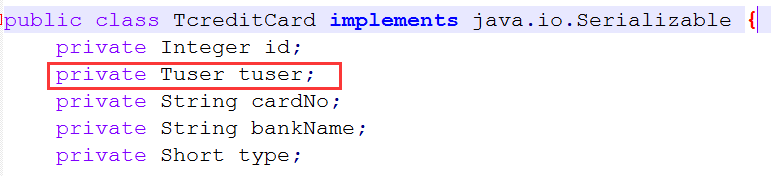 public class TcreditCard implements java.io.Serializable {
private Integer id;
private Tuser tuser;
private String cardNo;
private String bankName;
private Short type;